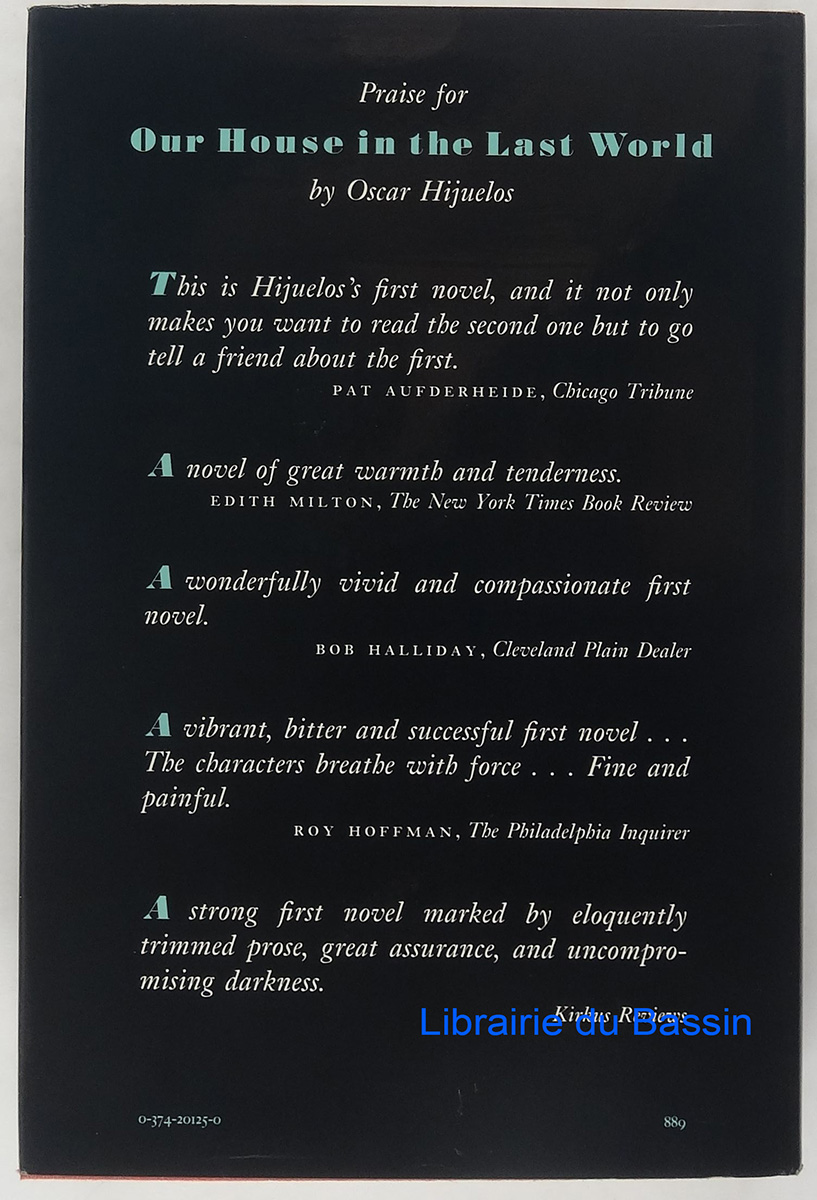 Praise for
Our House in the Last World
by Oscar Hijuelos
This is Hijuelos's first novel, and it not only
makes you want to read the second one but to go
tell a friend about the first.
PAT AUFDERHEIDE, Chicago Tribune
A novel of great warmth and tenderness.
EDITH MILTON, The New York Times Book Review
A wonderfully vivid and compassionate first
novel.
BOB HALLIDAY, Cleveland Plain Dealer
A vibrant, bitter and successful first novel . . .
The characters breathe with force . . . Fine and
painful.
ROY HOFFMAN, The Philadelphia Inquirer
A strong first novel marked by eloquently
trimmed prose, great assurance, and uncompro-
mising darkness.
Kirkus Reviews
Librairie du Bassin
0-374-20125-0
889